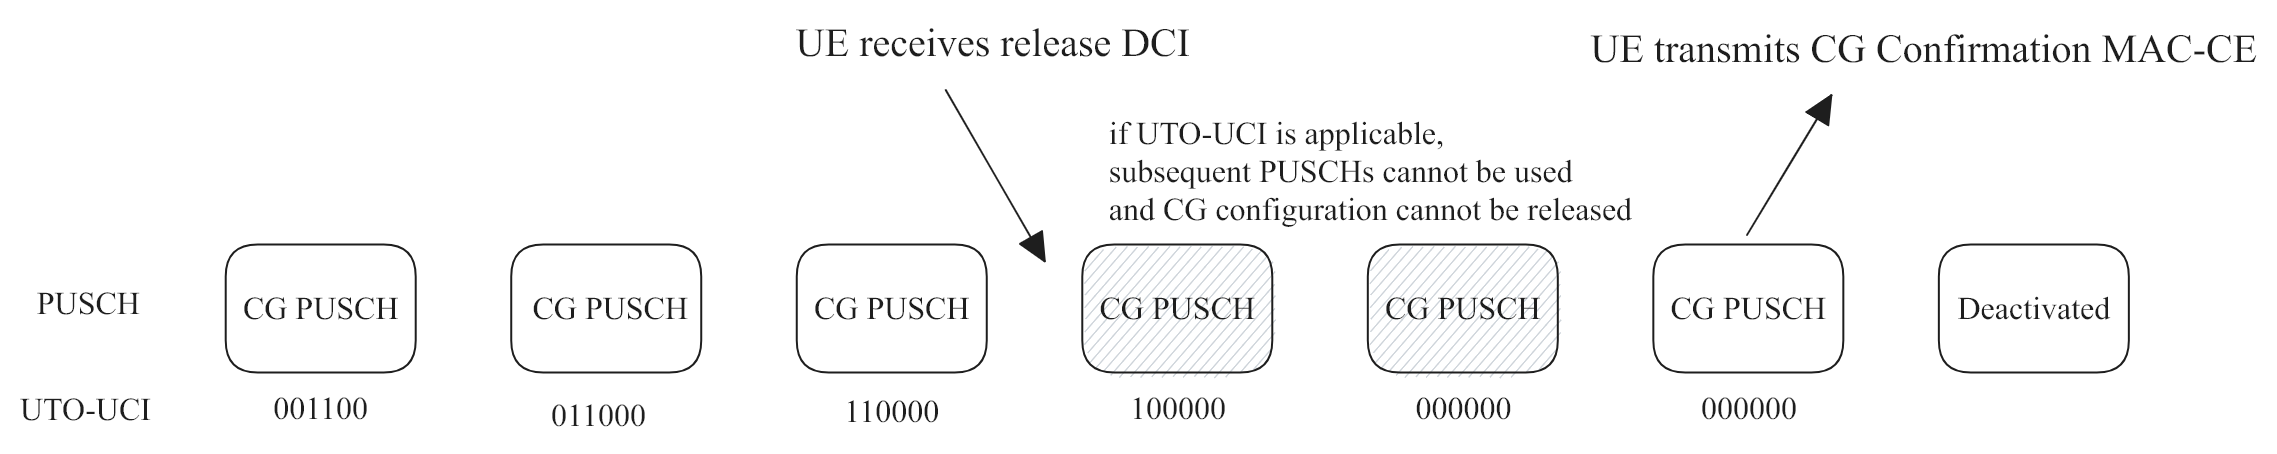 UE receives release DCI
UE transmits CG Confirmation MAC-CE
if UTO-UCI is applicable,
subsequent PUSCHs cannot be used
and CG configuration cannot be released
PUSCH CG PUSCH CG PUSCH CG PUSCH CG PUSCH CG PUSCH CG PUSCH Deactivated
UTO-UCI 001100 011000 110000 100000 000000 000000